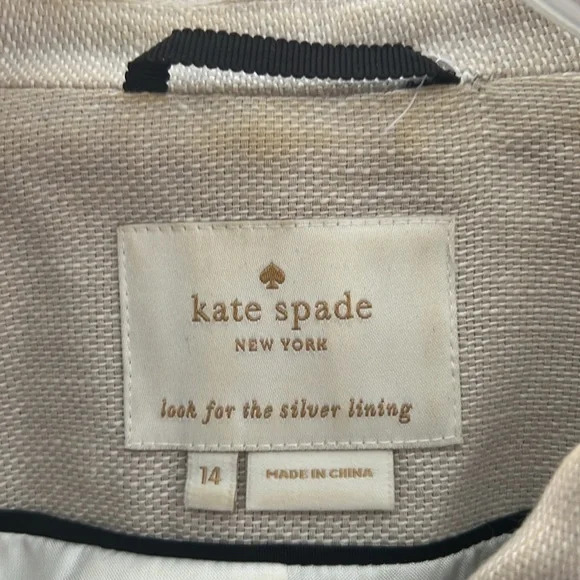 kate spade
NEW YORK
look for the silver lining
14
MADE IN CHINA